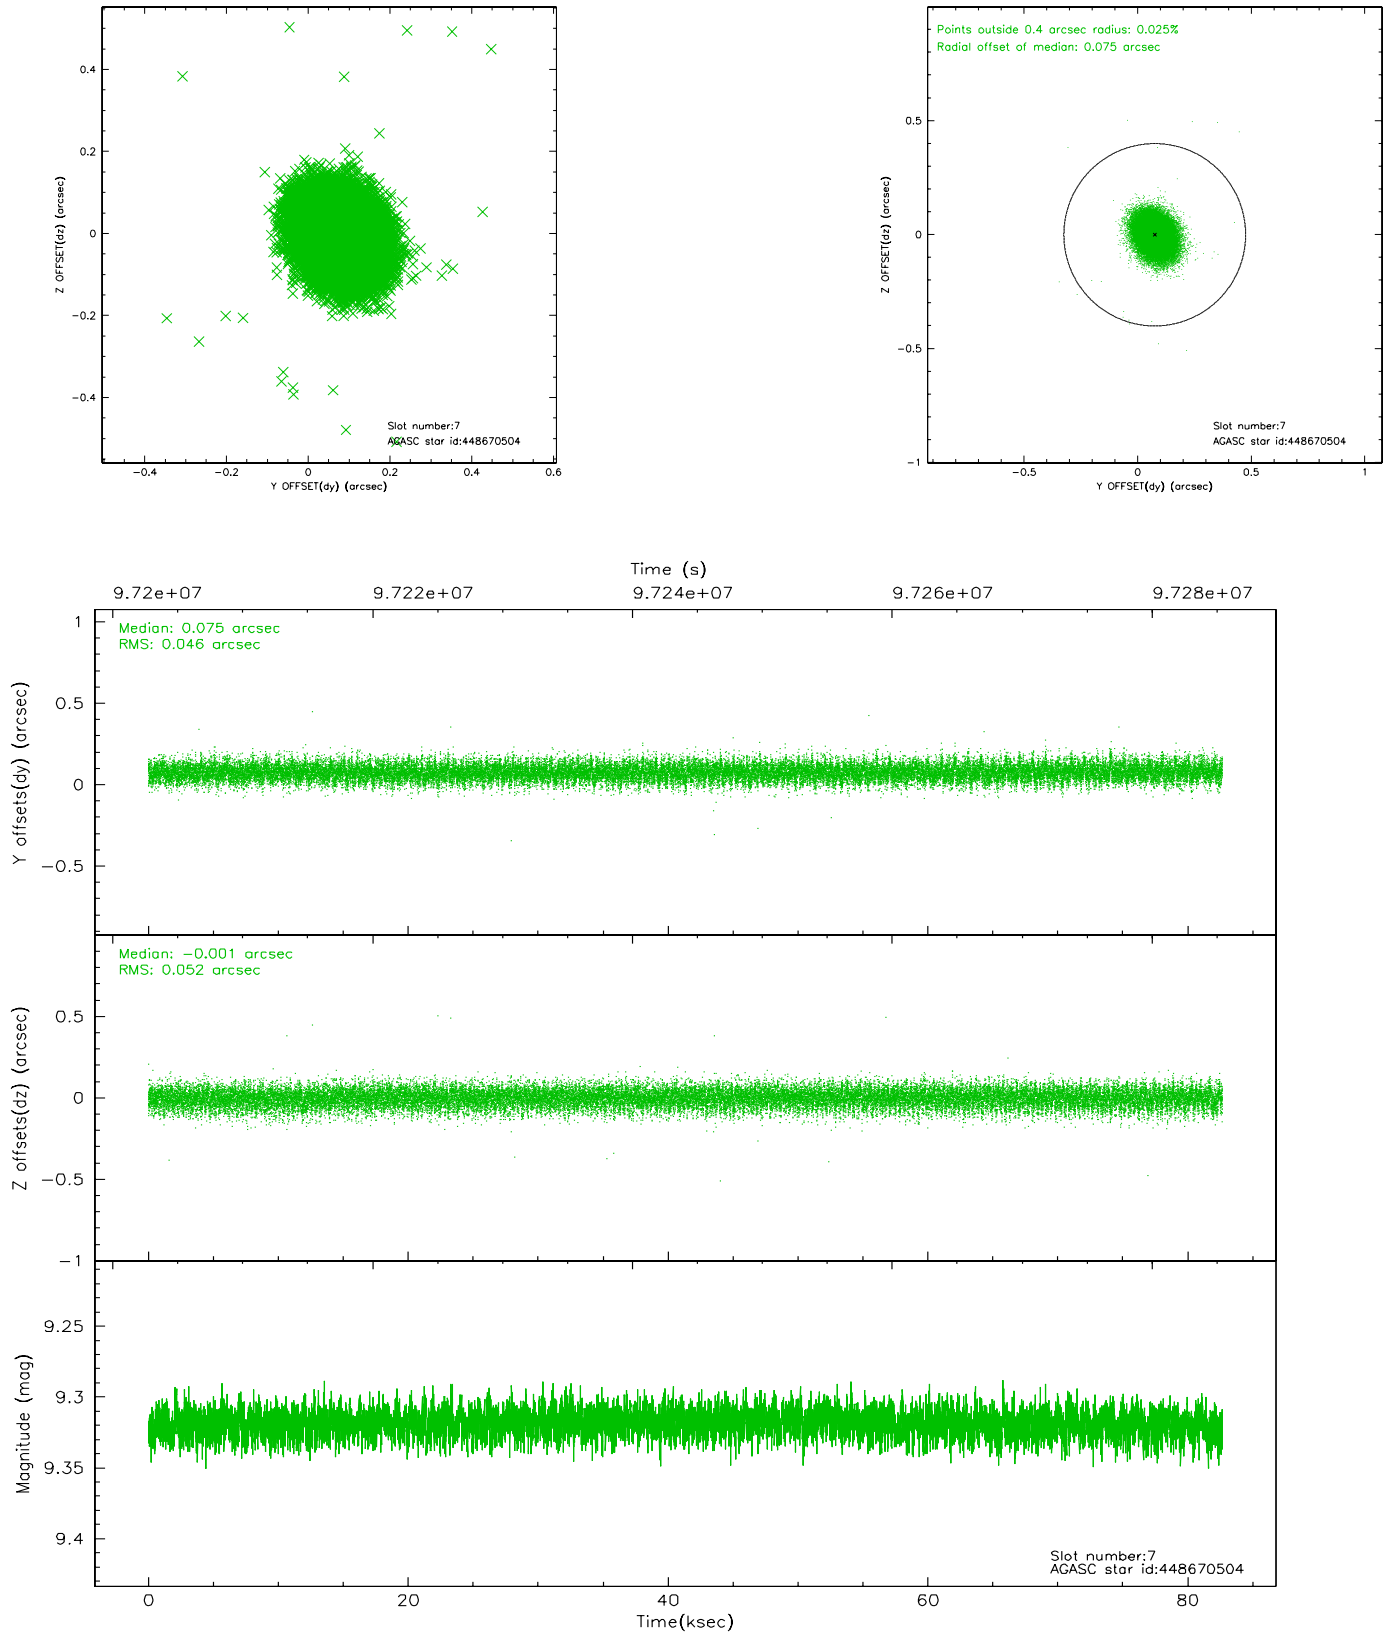 0.4
0.2
0
−0.2
−0.4
Z OFFSET(dz) (arcsec)
Slot number:7
AGASC star id:448670504
−0.4 −0.2 0 0.2 0.4 0.6
Y OFFSET(dy) (arcsec)
Points outside 0.4 arcsec radius: 0.025%
Radial offset of median: 0.075 arcsec
0.5
0
−0.5
−1
Z OFFSET(dz) (arcsec)
Slot number:7
AGASC star id:448670504
−0.5 0 0.5 1
Y OFFSET(dy) (arcsec)
Time (s)
9.72e+07 9.722e+07 9.724e+07 9.726e+07 9.728e+07
Median: 0.075 arcsec
RMS: 0.046 arcsec
1
0.5
0
−0.5
Y offsets(dy) (arcsec)
Median: −0.001 arcsec
RMS: 0.052 arcsec
0.5
0
−0.5
−1
Z offsets(dz) (arcsec)
9.25
9.3
9.35
9.4
Magnitude (mag)
Slot number:7
AGASC star id:448670504
0 20 40 60 80
Time(ksec)